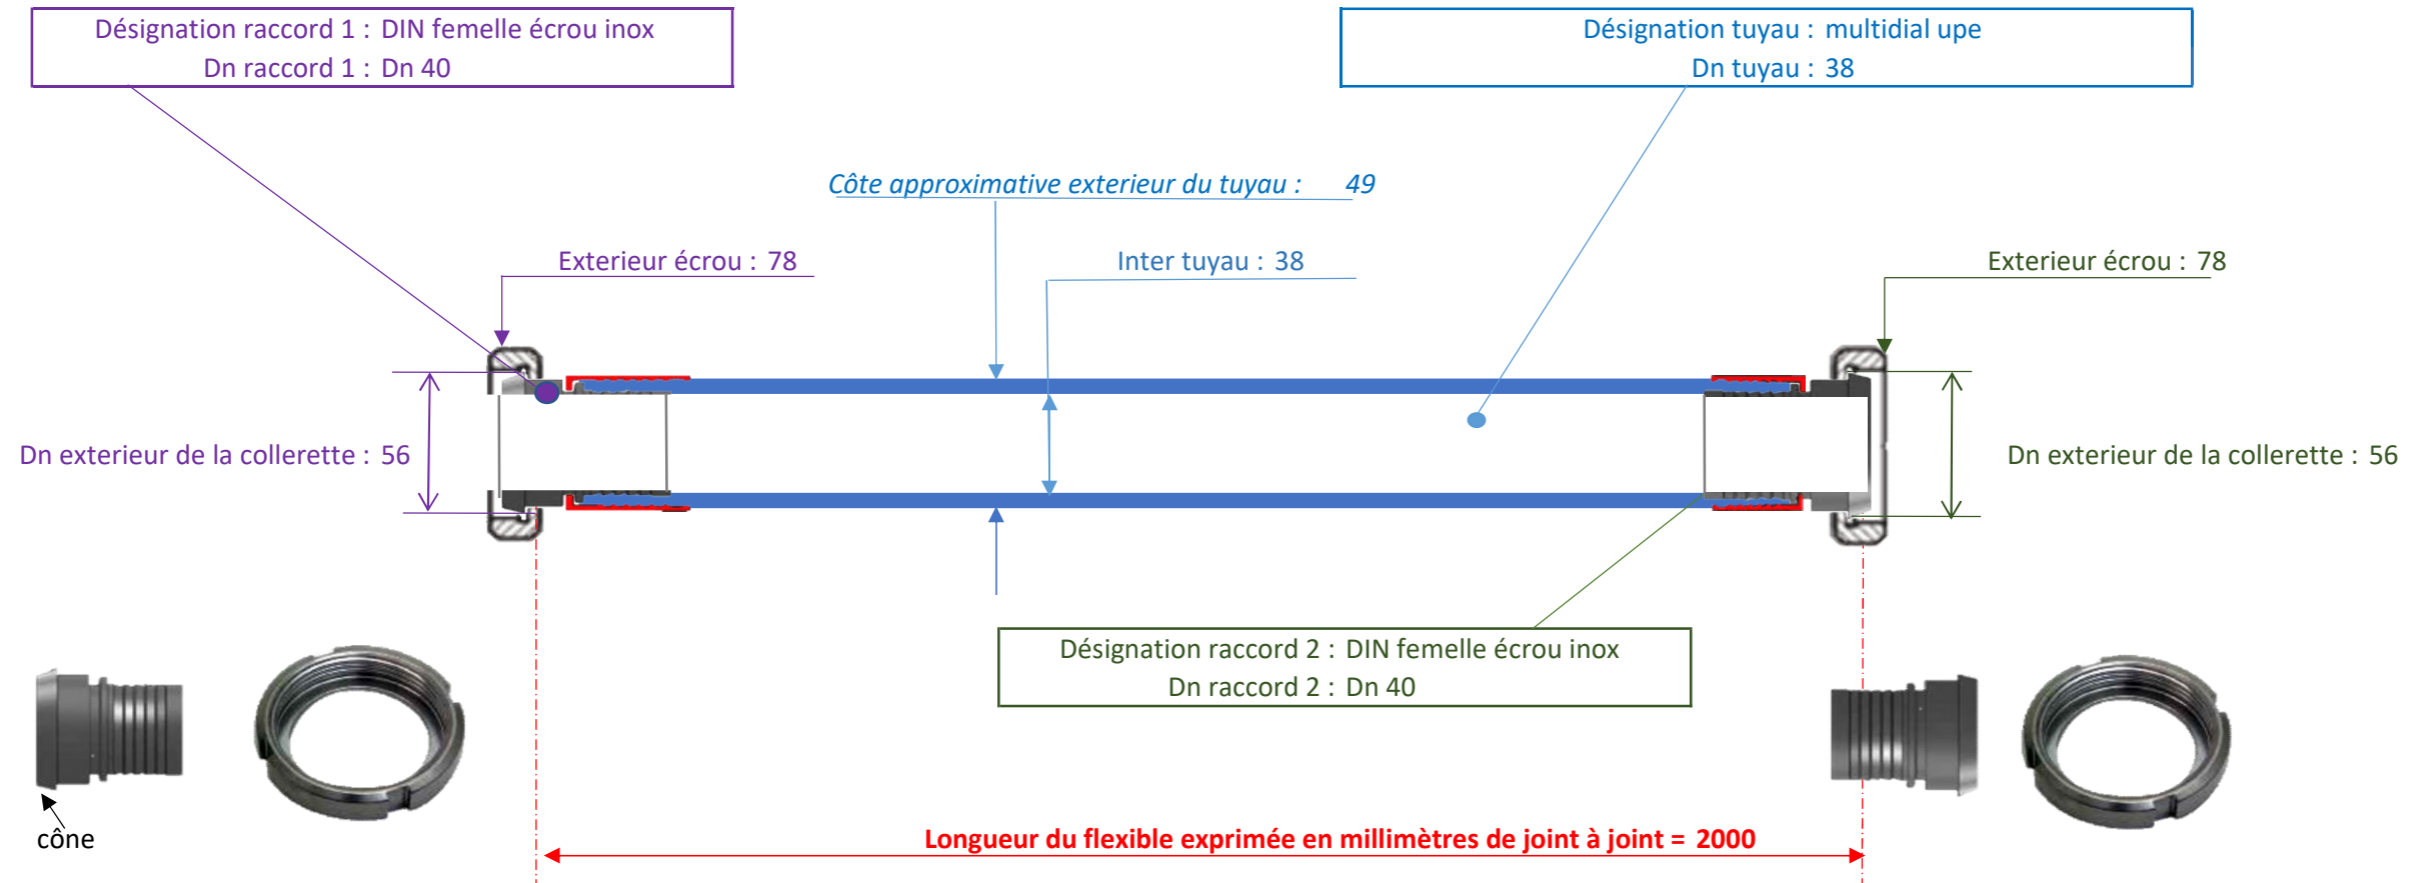 Désignation raccord 1 : DIN femelle écrou inox
Dn raccord 1 : Dn 40
Désignation tuyau : multidial upe
Dn tuyau : 38
Côte approximative exterieur du tuyau : 49
Exterieur écrou : 78
Inter tuyau : 38
Exterieur écrou : 78
Dn exterieur de la collerette : 56
Dn exterieur de la collerette : 56
Désignation raccord 2 : DIN femelle écrou inox
Dn raccord 2 : Dn 40
cône
Longueur du flexible exprimée en millimètres de joint à joint = 2000